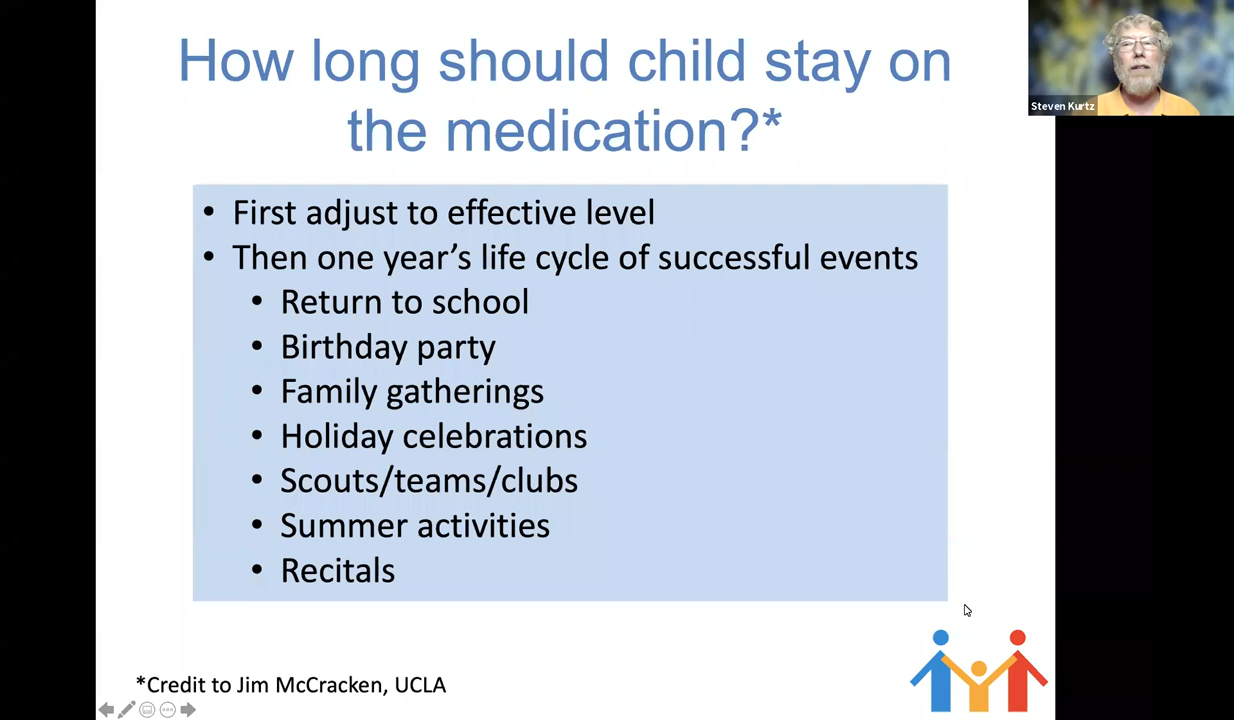 How long should child stay on
the medication?*
Steven Kurtz
• First adjust to effective level
• Then one year’s life cycle of successful events
• Return to school
• Birthday party
• Family gatherings
• Holiday celebrations
• Scouts/teams/clubs
• Summer activities
• Recitals
*Credit to Jim McCracken, UCLA